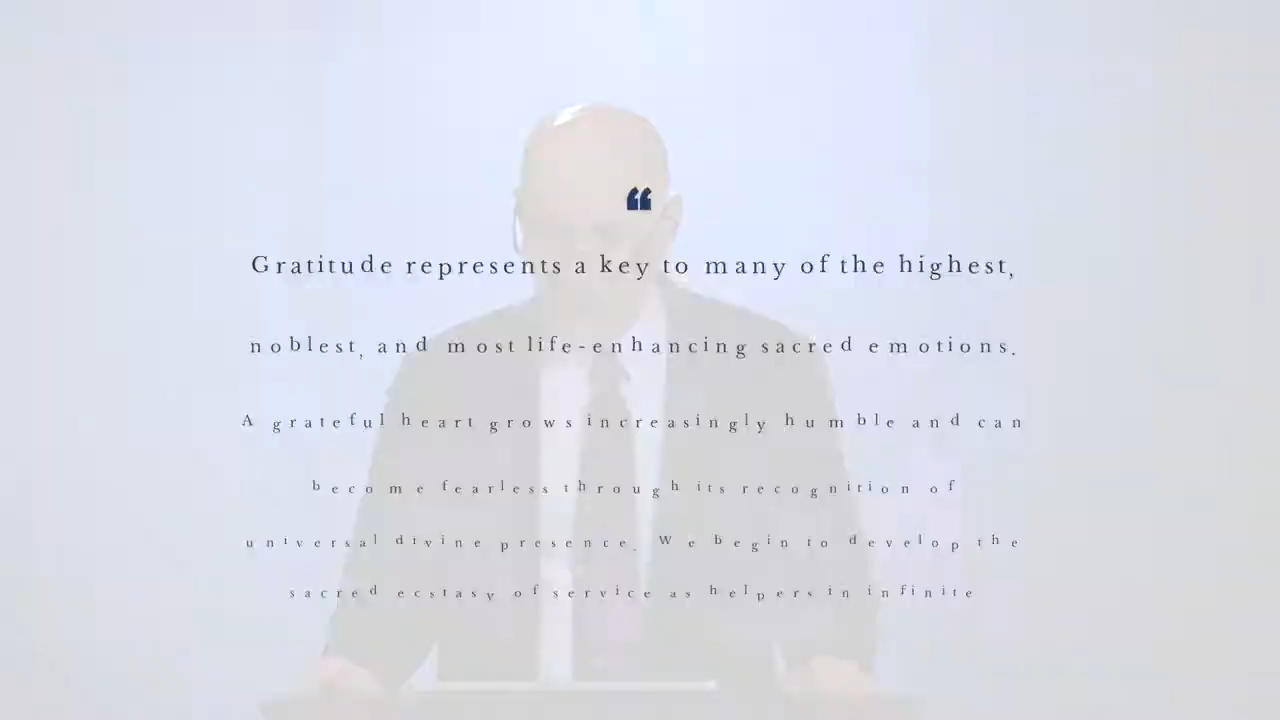 “
Gratitude represents a key to many of the highest,
noblest, and most life-enhancing sacred emotions.
A grateful heart grows increasingly humble and can
become fearless through its recognition of
universal divine presence. We begin to develop the
sacred ecstasy of service as helpers in infinite